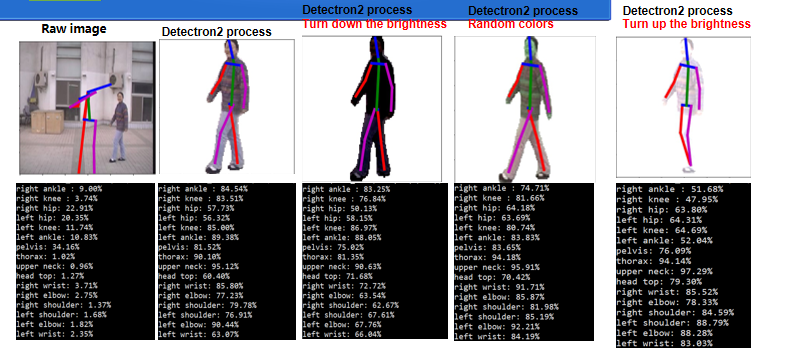 Raw image
Detectron2 process
Detectron2 process
Turn down the brightness
Detectron2 process
Random colors
Detectron2 process
Turn up the brightness
right ankle : 9.00%
right knee : 3.74%
right hip: 22.91%
left hip: 20.35%
left knee: 11.74%
left ankle: 10.83%
pelvis: 34.16%
thorax: 1.02%
upper neck: 0.96%
head top: 1.27%
right wrist: 3.71%
right elbow: 2.75%
right shoulder: 1.37%
left shoulder: 1.68%
left elbow: 1.82%
left wrist: 2.35%
right ankle : 84.54%
right knee : 83.51%
right hip: 57.73%
left hip: 56.32%
left knee: 85.00%
left ankle: 89.38%
pelvis: 81.52%
thorax: 90.10%
upper neck: 95.12%
head top: 60.40%
right wrist: 85.80%
right elbow: 77.23%
right shoulder: 79.78%
left shoulder: 76.91%
left elbow: 90.44%
left wrist: 63.07%
right ankle : 83.25%
right knee : 76.84%
right hip: 50.13%
left hip: 58.15%
left knee: 86.97%
left ankle: 88.05%
pelvis: 75.02%
thorax: 81.35%
upper neck: 90.63%
head top: 71.68%
right wrist: 72.72%
right elbow: 63.54%
right shoulder: 62.67%
left shoulder: 67.61%
left elbow: 67.76%
left wrist: 66.04%
right ankle : 74.71%
right knee : 81.66%
right hip: 64.18%
left hip: 63.69%
left knee: 80.74%
left ankle: 83.83%
pelvis: 83.65%
thorax: 94.18%
upper neck: 95.91%
head top: 70.42%
right wrist: 91.71%
right elbow: 85.87%
right shoulder: 81.98%
left shoulder: 85.19%
left elbow: 92.21%
left wrist: 84.19%
right ankle : 51.68%
right knee : 47.95%
right hip: 63.80%
left hip: 64.31%
left knee: 64.69%
left ankle: 52.04%
pelvis: 76.09%
thorax: 94.14%
upper neck: 97.29%
head top: 79.30%
right wrist: 85.52%
right elbow: 78.33%
right shoulder: 84.59%
left shoulder: 88.79%
left elbow: 88.28%
left wrist: 83.03%